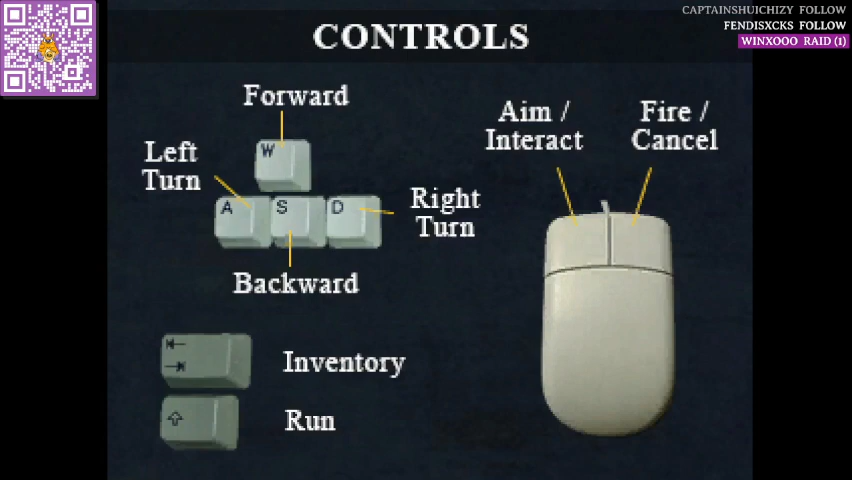 CAPTAINSHUICHIZY FOLLOW
FENDISXCKS FOLLOW
WINXOOO RAID (1)
CONTROLS
Forward
Left
Turn
W
A
S
D
Right
Turn
Backward
Aim /
Interact
Fire /
Cancel
Inventory
Run